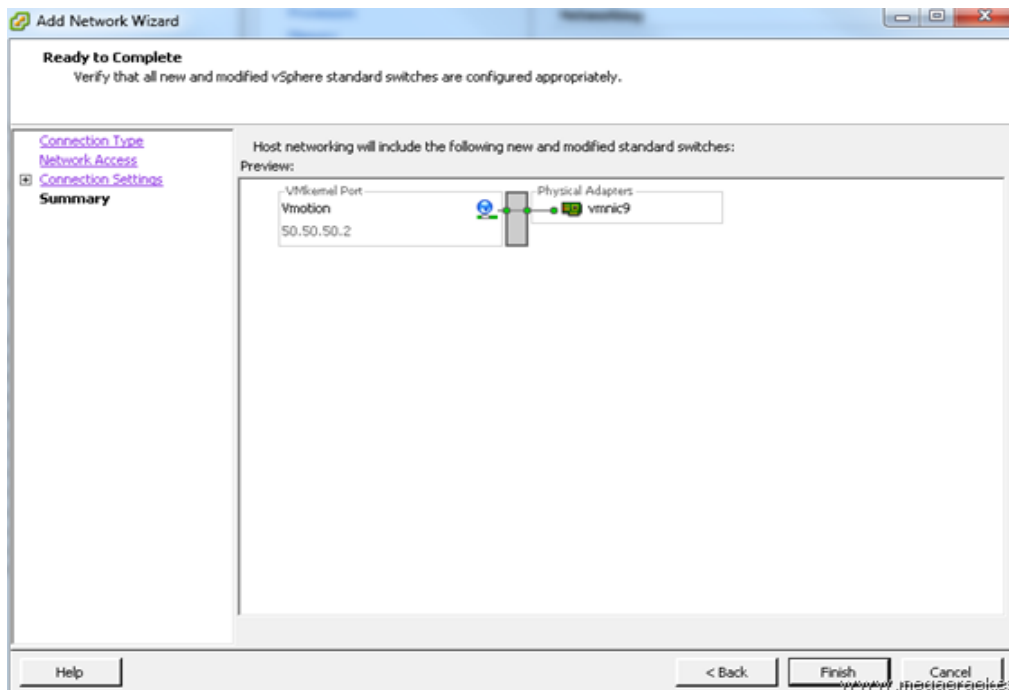 Add Network Wizard
Ready to Complete
Verify that all new and modified vSphere standard switches are configured appropriately.
Connection Type
Network Access
Connection Settings
Summary
Host networking will include the following new and modified standard switches:
Preview:
VMkernel Port
Physical Adapters
Vmotion
vmnic9
50.50.50.2
Help
< Back
Finish
Cancel